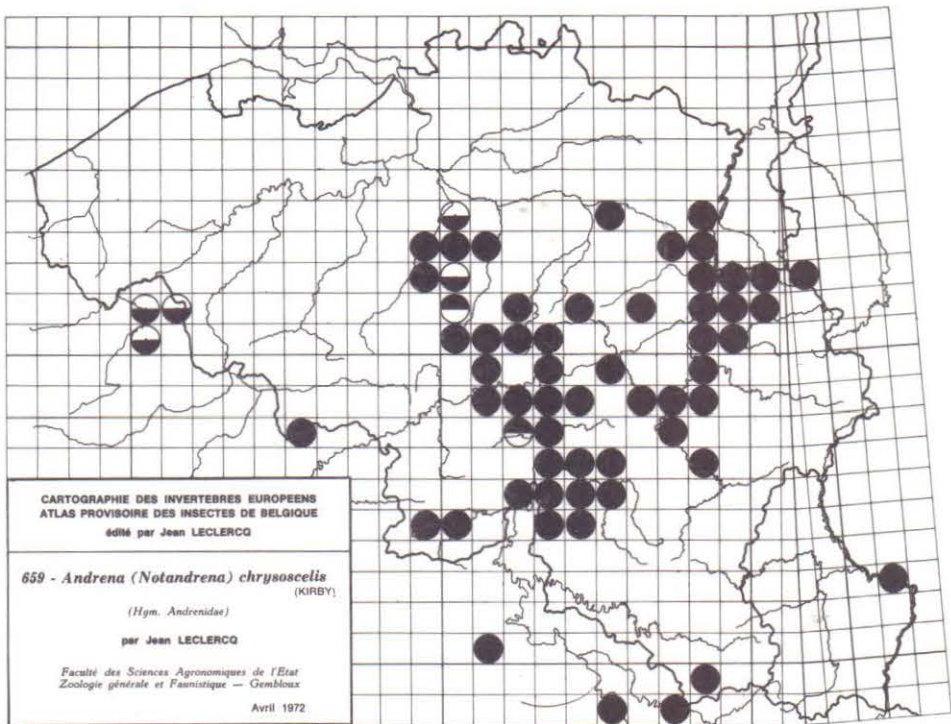 CARTOGRAPHIE DES INVERTEBRES EUROPEENS
ATLAS PROVISOIRE DES INSECTES DE BELGIQUE
édité par Jean LECLERCQ
659 - Andrena (Notandrena) chrysoscelis
(KIRBY)
(Hym. Andrenidae)
par Jean LECLERCQ
Faculté des Sciences Agronomiques de l'Etat
Zoologie générale et Faunistique — Gembloux
Avril 1972